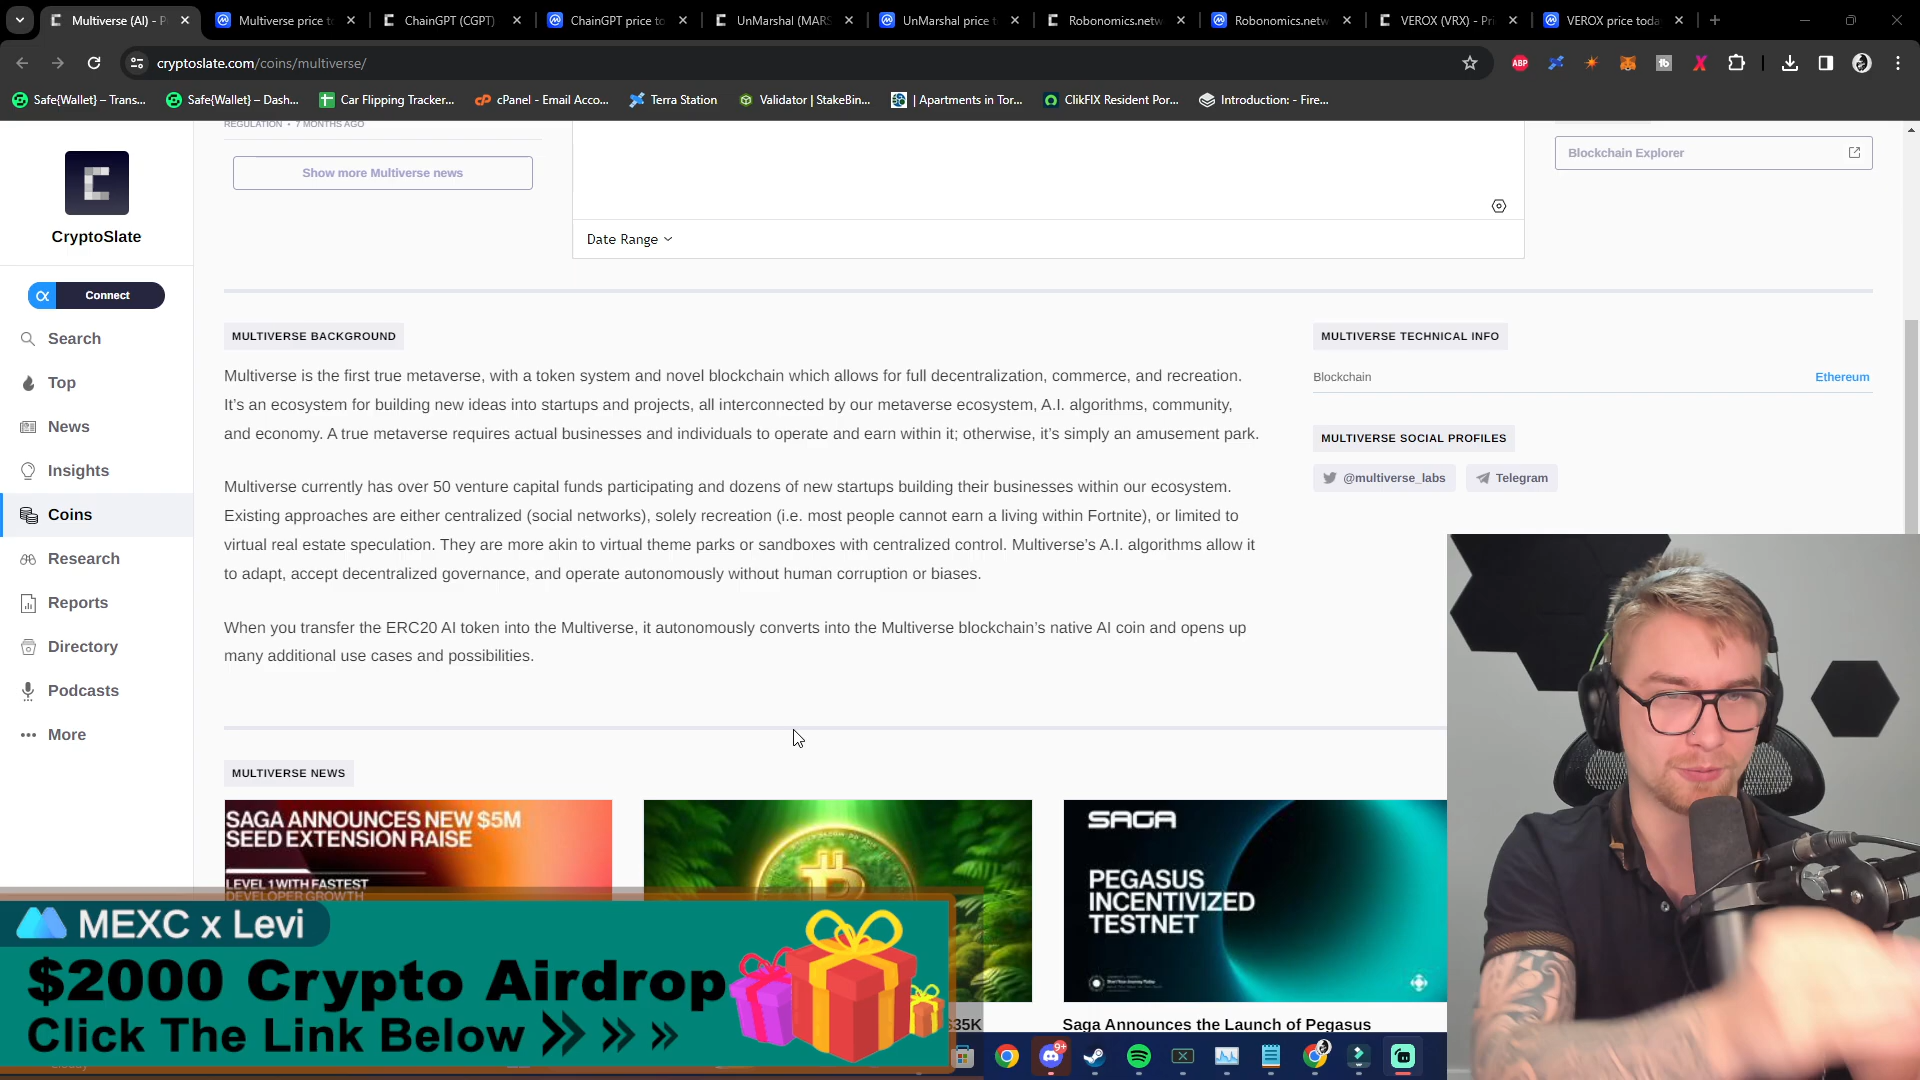 Multiverse (AI) - P
Multiverse price t
ChainGPT (CGPT)
ChainGPT price to
UnMarshal (MARS
UnMarshal price t
Robonomics.netw
Robonomics.netw
VEROX (VRX) - Pri
VEROX price toda
cryptoslate.com/coins/multiverse/
Safe{Wallet} – Trans...
Safe{Wallet} – Dash...
Car Flipping Tracker...
cPanel - Email Acco...
Terra Station
Validator | StakeBin...
| Apartments in Tor...
ClikFIX Resident Por...
Introduction: - Fire...
CryptoSlate
Connect
Search
Top
News
Insights
Coins
Research
Reports
Directory
Podcasts
More
REGULATION • 7 MONTHS AGO
Show more Multiverse news
Date Range
Blockchain Explorer
MULTIVERSE BACKGROUND
Multiverse is the first true metaverse, with a token system and novel blockchain which allows for full decentralization, commerce, and recreation.
It's an ecosystem for building new ideas into startups and projects, all interconnected by our metaverse ecosystem, A.I. algorithms, community,
and economy. A true metaverse requires actual businesses and individuals to operate and earn within it; otherwise, it's simply an amusement park.
Multiverse currently has over 50 venture capital funds participating and dozens of new startups building their businesses within our ecosystem.
Existing approaches are either centralized (social networks), solely recreation (i.e. most people cannot earn a living within Fortnite), or limited to
virtual real estate speculation. They are more akin to virtual theme parks or sandboxes with centralized control. Multiverse's A.I. algorithms allow it
to adapt, accept decentralized governance, and operate autonomously without human corruption or biases.
When you transfer the ERC20 AI token into the Multiverse, it autonomously converts into the Multiverse blockchain's native AI coin and opens up
many additional use cases and possibilities.
MULTIVERSE TECHNICAL INFO
Blockchain
Ethereum
MULTIVERSE SOCIAL PROFILES
@multiverse_labs
Telegram
MULTIVERSE NEWS
SAGA ANNOUNCES NEW $5M
SEED EXTENSION RAISE
LEVEL 1 WITH FASTEST
DEVELOPER GROWTH
SAGA
PEGASUS
INCENTIVIZED
TESTNET
$35K
Saga Announces the Launch of Pegasus
MEXC x Levi
$2000 Crypto Airdrop
Click The Link Below